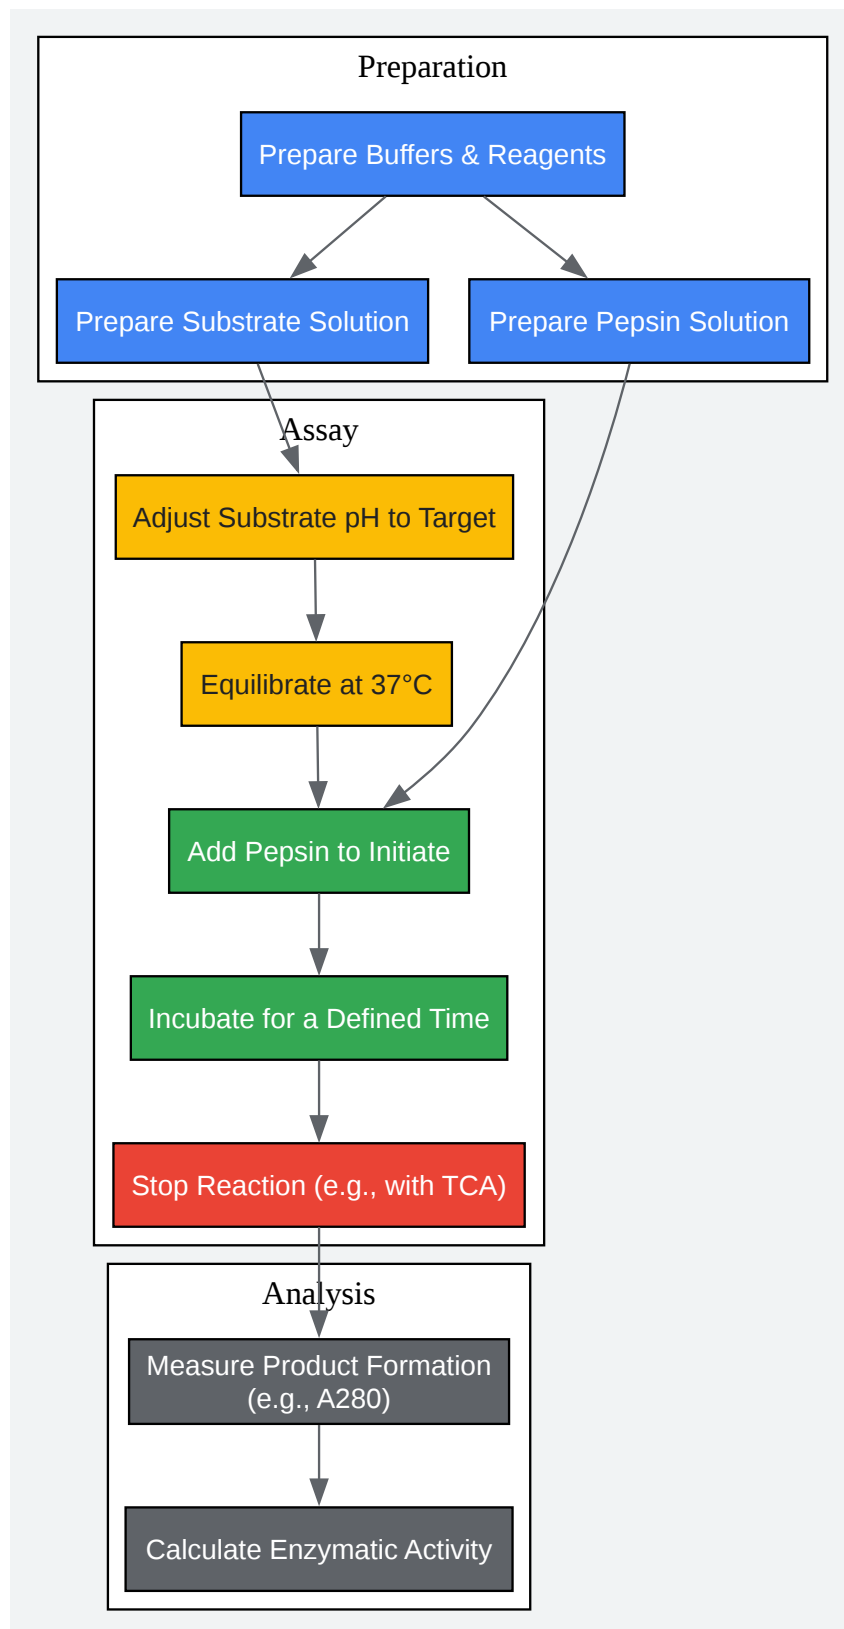 Preparation
Prepare Buffers & Reagents
Prepare Substrate Solution
Prepare Pepsin Solution
Assay
Adjust Substrate pH to Target
Equilibrate at 37°C
Add Pepsin to Initiate
Incubate for a Defined Time
Stop Reaction (e.g., with TCA)
Analysis
Measure Product Formation
(e.g., A280)
Calculate Enzymatic Activity